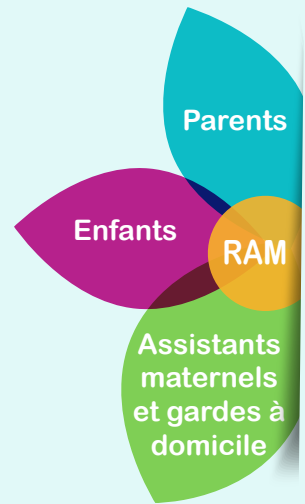 Parents
Enfants
RAM
Assistants
maternels
et gardes à
domicile